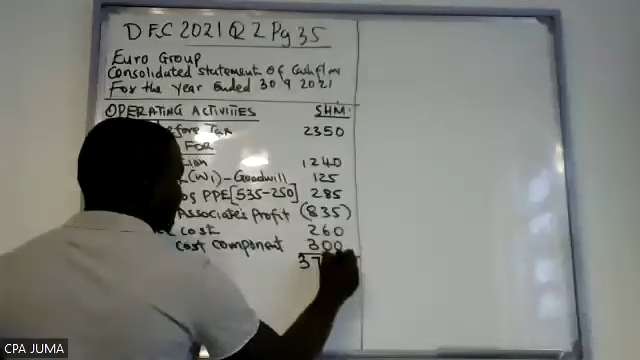 DEC 2021 Q2 Pg 35
Euro Group
Consolidated statement of Cashflow
For the Year Ended 30 9 2021
OPERATING ACTIVITIES SHM
Before Tax 2350
FOR
1240
(W1)-Goodwill 125
PPE[535-250] 285
Associate's Profit (835)
cost 260
cost component 300
CPA JUMA